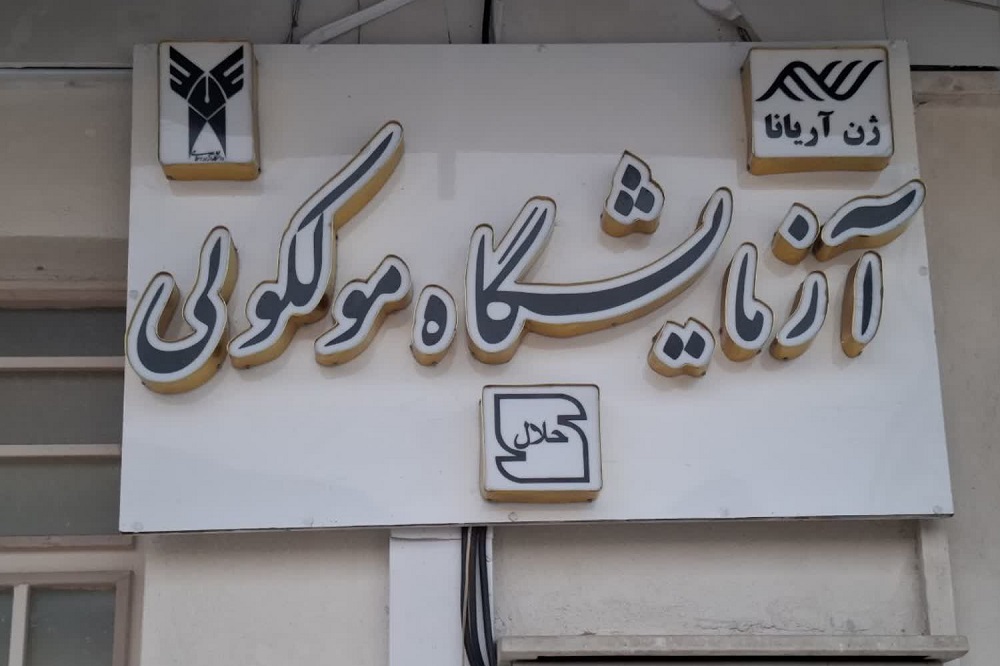 ژن آریانا
آزمایشگاه مولکولی
حلال